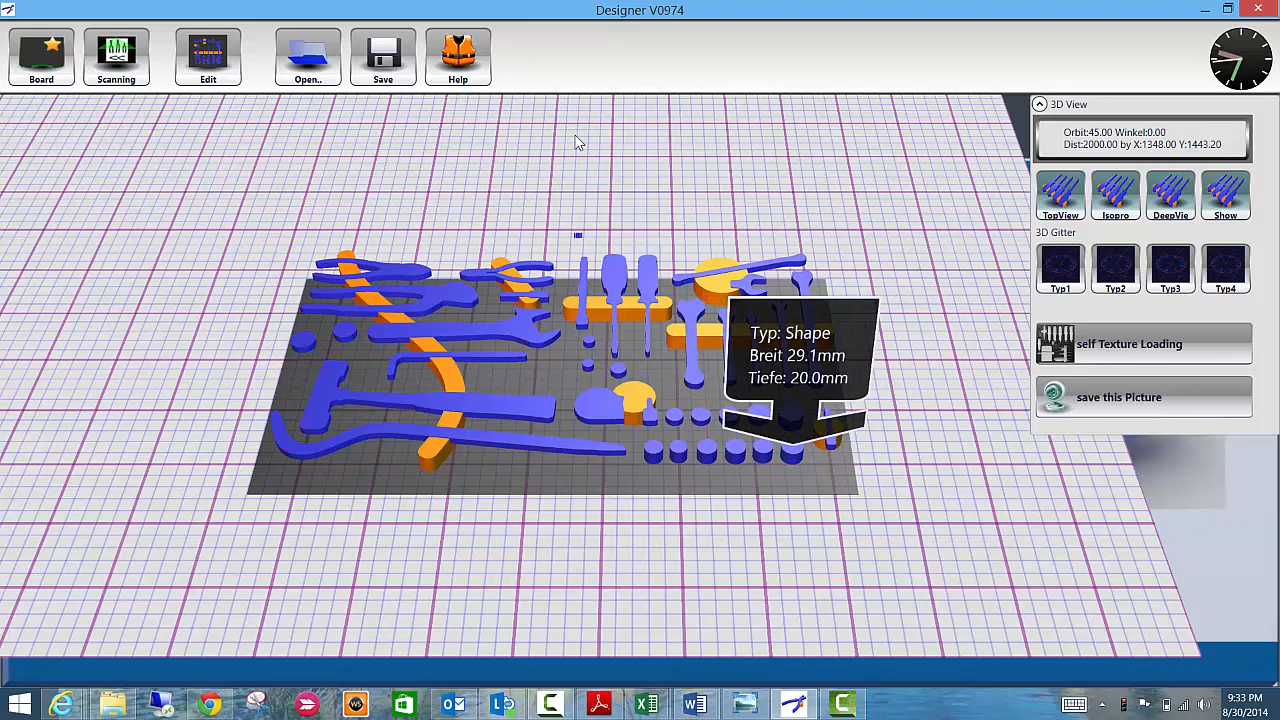 Designer V0974
Board
Scanning
Edit
Open..
Save
Help
3D View
Orbit:45.00 Winkel:0.00
Dist:2000.00 by X:1348.00 Y:1443.20
TopView
Isopro
DeepVie
Show
3D Gitter
Typ1
Typ2
Typ3
Typ4
self Texture Loading
save this Picture
Typ: Shape
Breit 29.1mm
Tiefe: 20.0mm
9:33 PM
8/30/2014